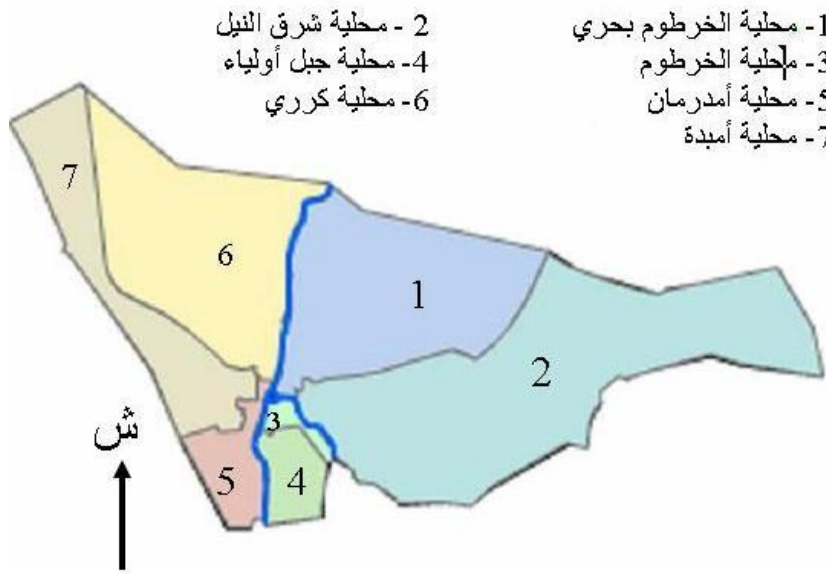 1- محلية الخرطوم بحري
2 - محلية شرق النيل
3- محلية الخرطوم
4- محلية جبل أولياء
5- محلية أمدرمان
6- محلية كرري
7- محلية أمبدة
7
6
1
2
3
ش
5
4